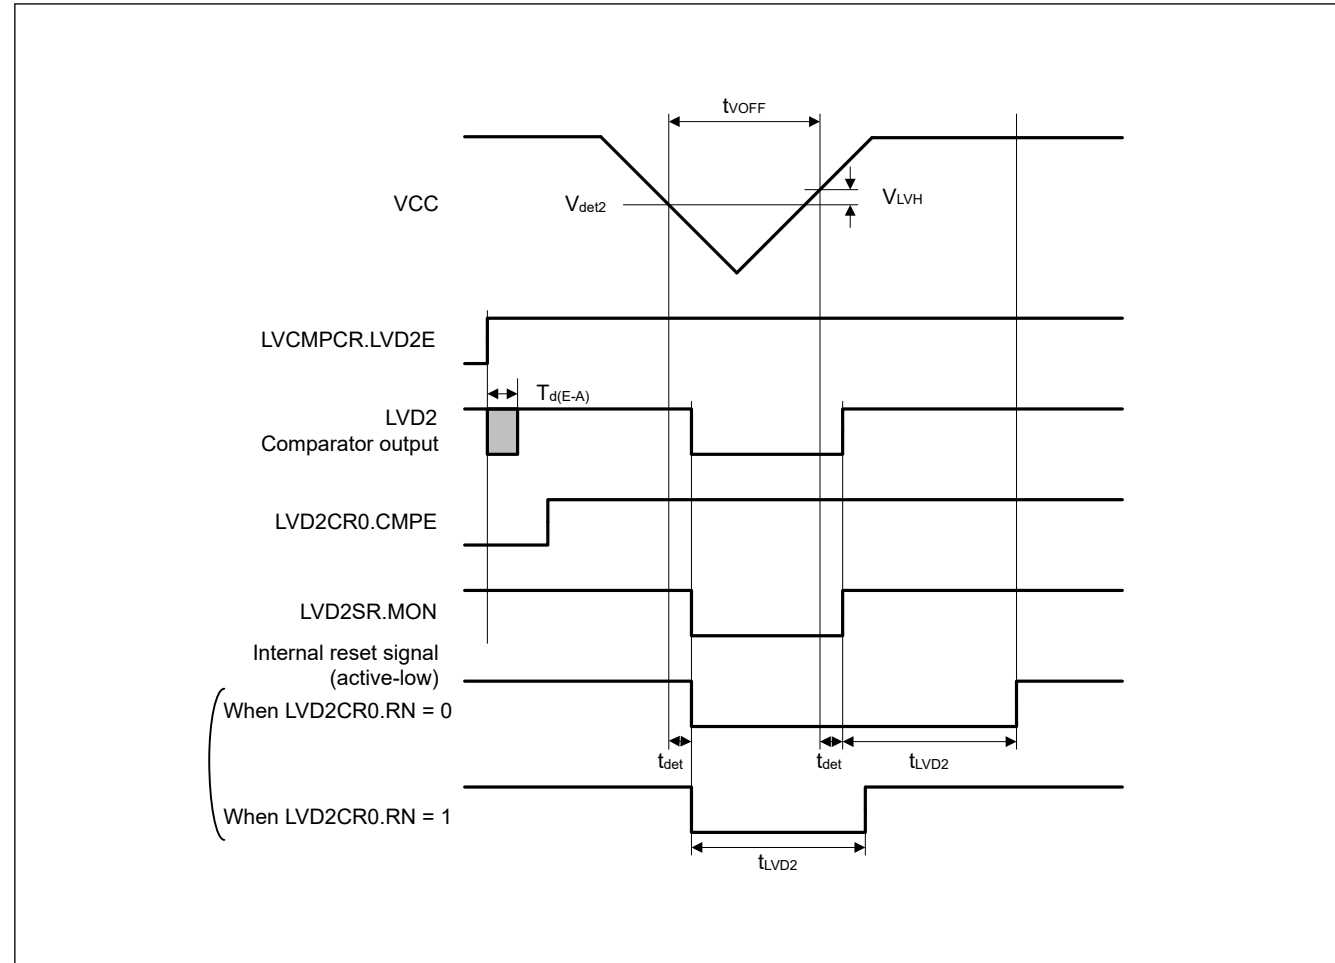 tVOFF
VCC
Vdet2
VLVH
LVCMPCR.LVD2E
Td(E-A)
LVD2
Comparator output
LVD2CR0.CMPE
LVD2SR.MON
Internal reset signal
(active-low)
When LVD2CR0.RN = 0
tdet
tdet
tLVD2
When LVD2CR0.RN = 1
tLVD2